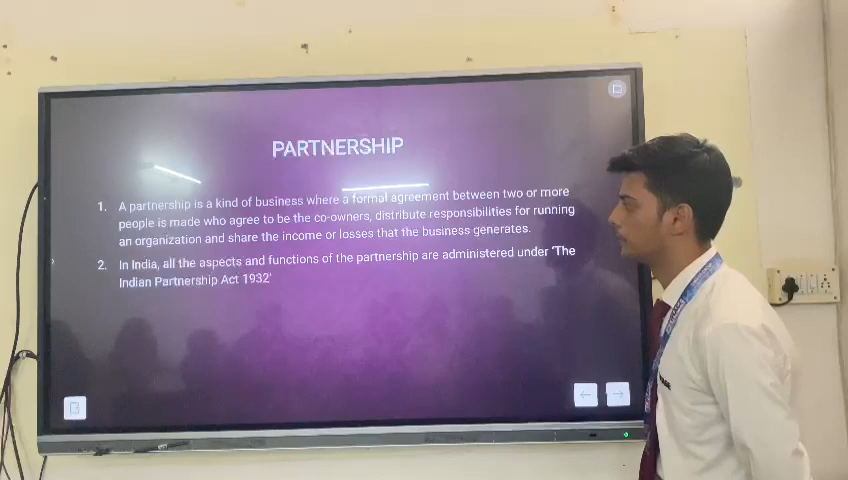 PARTNERSHIP
1. A partnership is a kind of business where a formal agreement between two or more
people is made who agree to be the co-owners, distribute responsibilities for running
an organization and share the income or losses that the business generates.
2. In India, all the aspects and functions of the partnership are administered under 'The
Indian Partnership Act 1932'